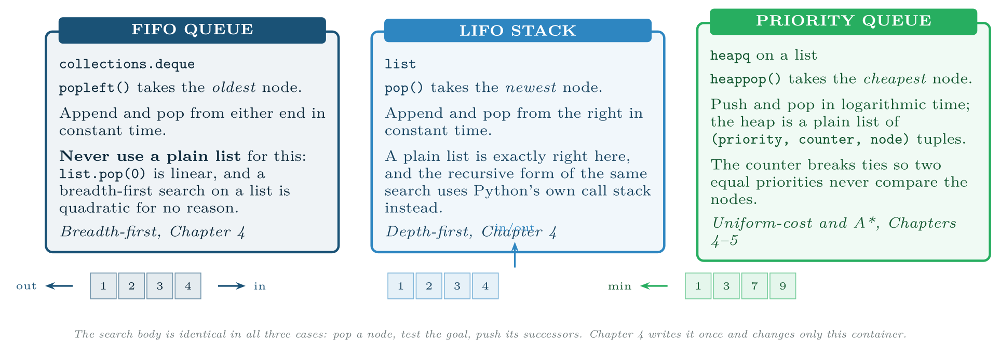 FIFO QUEUE
collections.deque
popleft() takes the oldest node.
Append and pop from either end in
constant time.
Never use a plain list for this:
list.pop(0) is linear, and a
breadth-first search on a list is
quadratic for no reason.
Breadth-first, Chapter 4
LIFO STACK
list
pop() takes the newest node.
Append and pop from the right in
constant time.
A plain list is exactly right here,
and the recursive form of the same
search uses Python's own call stack
instead.
Depth-first, Chapter 4
in/out
PRIORITY QUEUE
heapq on a list
heappop() takes the cheapest node.
Push and pop in logarithmic time;
the heap is a plain list of
(priority, counter, node) tuples.
The counter breaks ties so two
equal priorities never compare the
nodes.
Uniform-cost and A*, Chapters
4–5
out 1 2 3 4 in
1 2 3 4
min 1 3 7 9
The search body is identical in all three cases: pop a node, test the goal, push its successors. Chapter 4 writes it once and changes only this container.